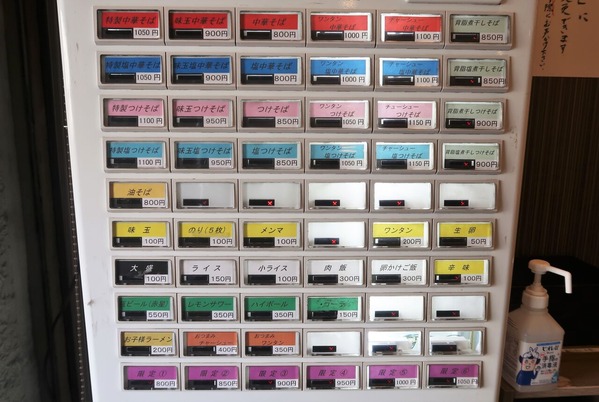 特製中華そば 1050円
味玉中華そば 900円
中華そば 800円
ワンタン
中華そば 1000円
チャーシュー
中華そば 1100円
背脂煮干しそば 850円
特製塩中華そば 1050円
味玉塩中華そば 900円
塩中華そば 800円
ワンタン
塩中華そば 1000円
チャーシュー
塩中華そば 1100円
背脂塩煮干しそば 850円
特製つけそば 1100円
味玉つけそば 950円
つけそば 850円
ワンタン
つけそば 1050円
チャーシュー
つけそば 1150円
背脂煮干しつけそば 900円
特製塩つけそば 1100円
味玉塩つけそば 950円
塩つけそば 850円
ワンタン
塩つけそば 1050円
チャーシュー
塩つけそば 1150円
背脂塩煮干しつけそば 900円
油そば 800円
味玉 100円
のり(5枚) 100円
メンマ 100円
ワンタン 200円
生卵 50円
大盛 100円
ライス 150円
小ライス 100円
肉飯 300円
卵かけご飯 300円
辛味 100円
ビール 550円
レモンサワー 350円
ハイボール 350円
コーラ 150円
お子様ラーメン 200円
おつまみ
チャーシュー 400円
おつまみ
ワンタン 350円
限定① 800円
限定② 850円
限定③ 900円
限定④ 950円
限定⑤ 1000円
限定⑥ 1050円